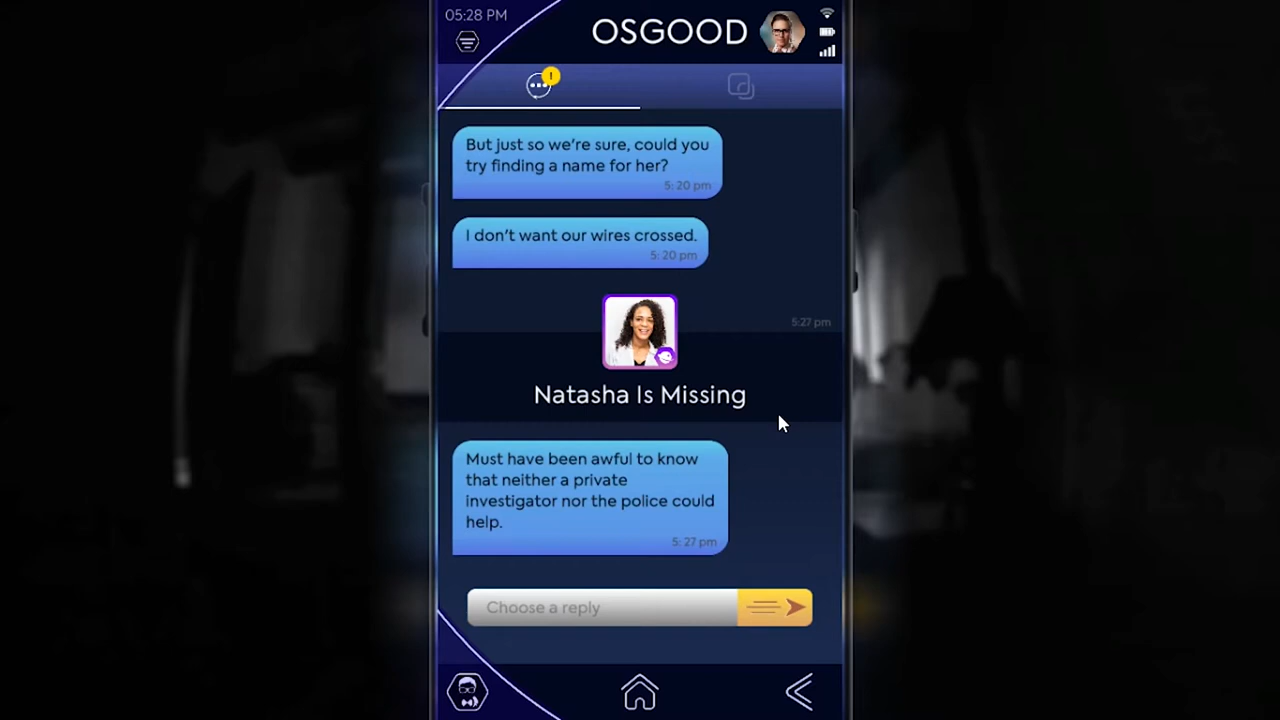 05:28 PM
OSGOOD
!
But just so we're sure, could you
try finding a name for her?
5: 20 pm
I don't want our wires crossed.
5: 20 pm
5:27 pm
Natasha Is Missing
Must have been awful to know
that neither a private
investigator nor the police could
help.
5: 27 pm
Choose a reply